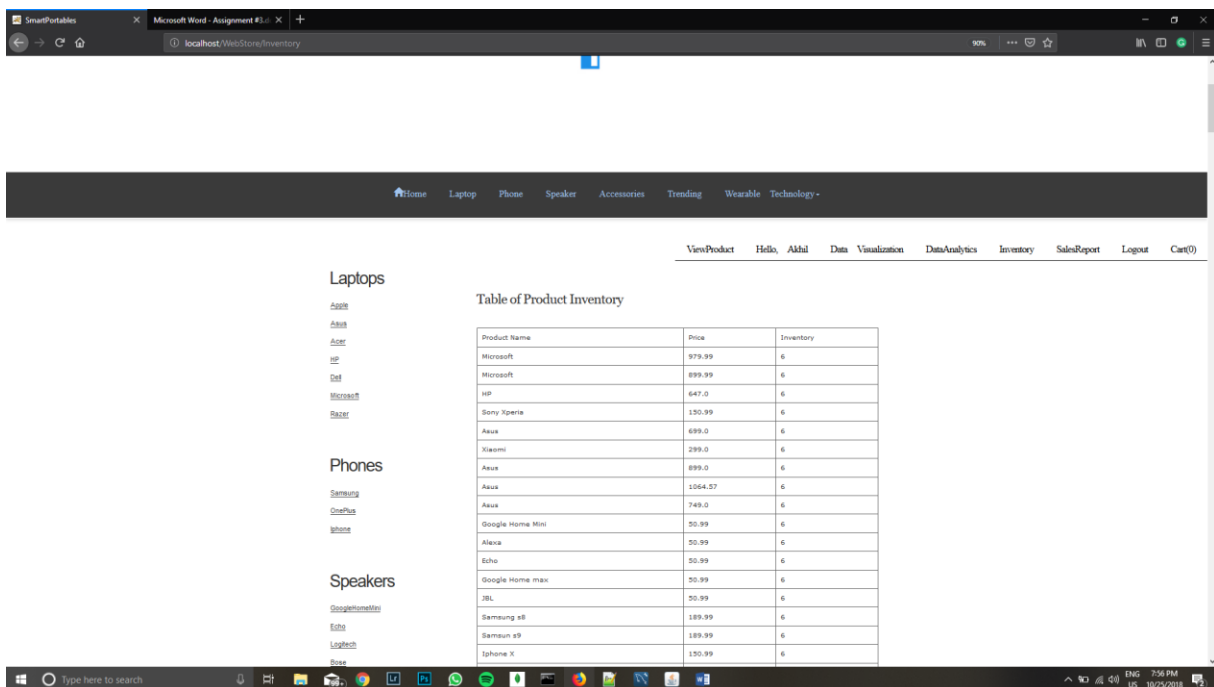 SmartPortables
Microsoft Word - Assignment #3.d
localhost/WebStore/Inventory
90%
Home Laptop Phone Speaker Accessories Trending Wearable Technology
ViewProduct Hello, Akhil Data Visualization DataAnalytics Inventory SalesReport Logout Cart(0)
Laptops
Apple
Asus
Acer
HP
Dell
Microsoft
Razer
Phones
Samsung
OnePlus
Iphone
Speakers
GoogleHomeMini
Echo
Logitech
Bose
Table of Product Inventory
Product Name Price Inventory
Microsoft 979.99 6
Microsoft 899.99 6
HP 647.0 6
Sony Xperia 150.99 6
Asus 699.0 6
Xiaomi 299.0 6
Asus 899.0 6
Asus 1064.57 6
Asus 749.0 6
Google Home Mini 50.99 6
Alexa 50.99 6
Echo 50.99 6
Google Home max 50.99 6
JBL 50.99 6
Samsung s8 189.99 6
Samsun s9 189.99 6
Iphone X 150.99 6
Type here to search
Lr
Ps
ENG 7:56 PM
US 10/25/2018